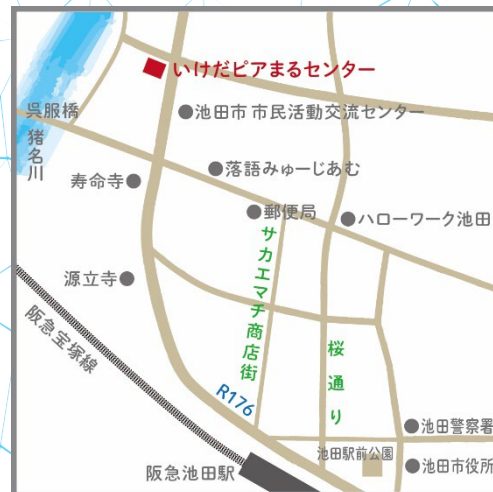 いけだピアまるセンター
呉服橋
池田市 市民活動交流センター
猪名川
落語みゅーじあむ
寿命寺
郵便局
ハローワーク池田
サカエマチ商店街
源立寺
阪急宝塚線
桜通り
R176
池田警察署
池田駅前公園
阪急池田駅
池田市役所